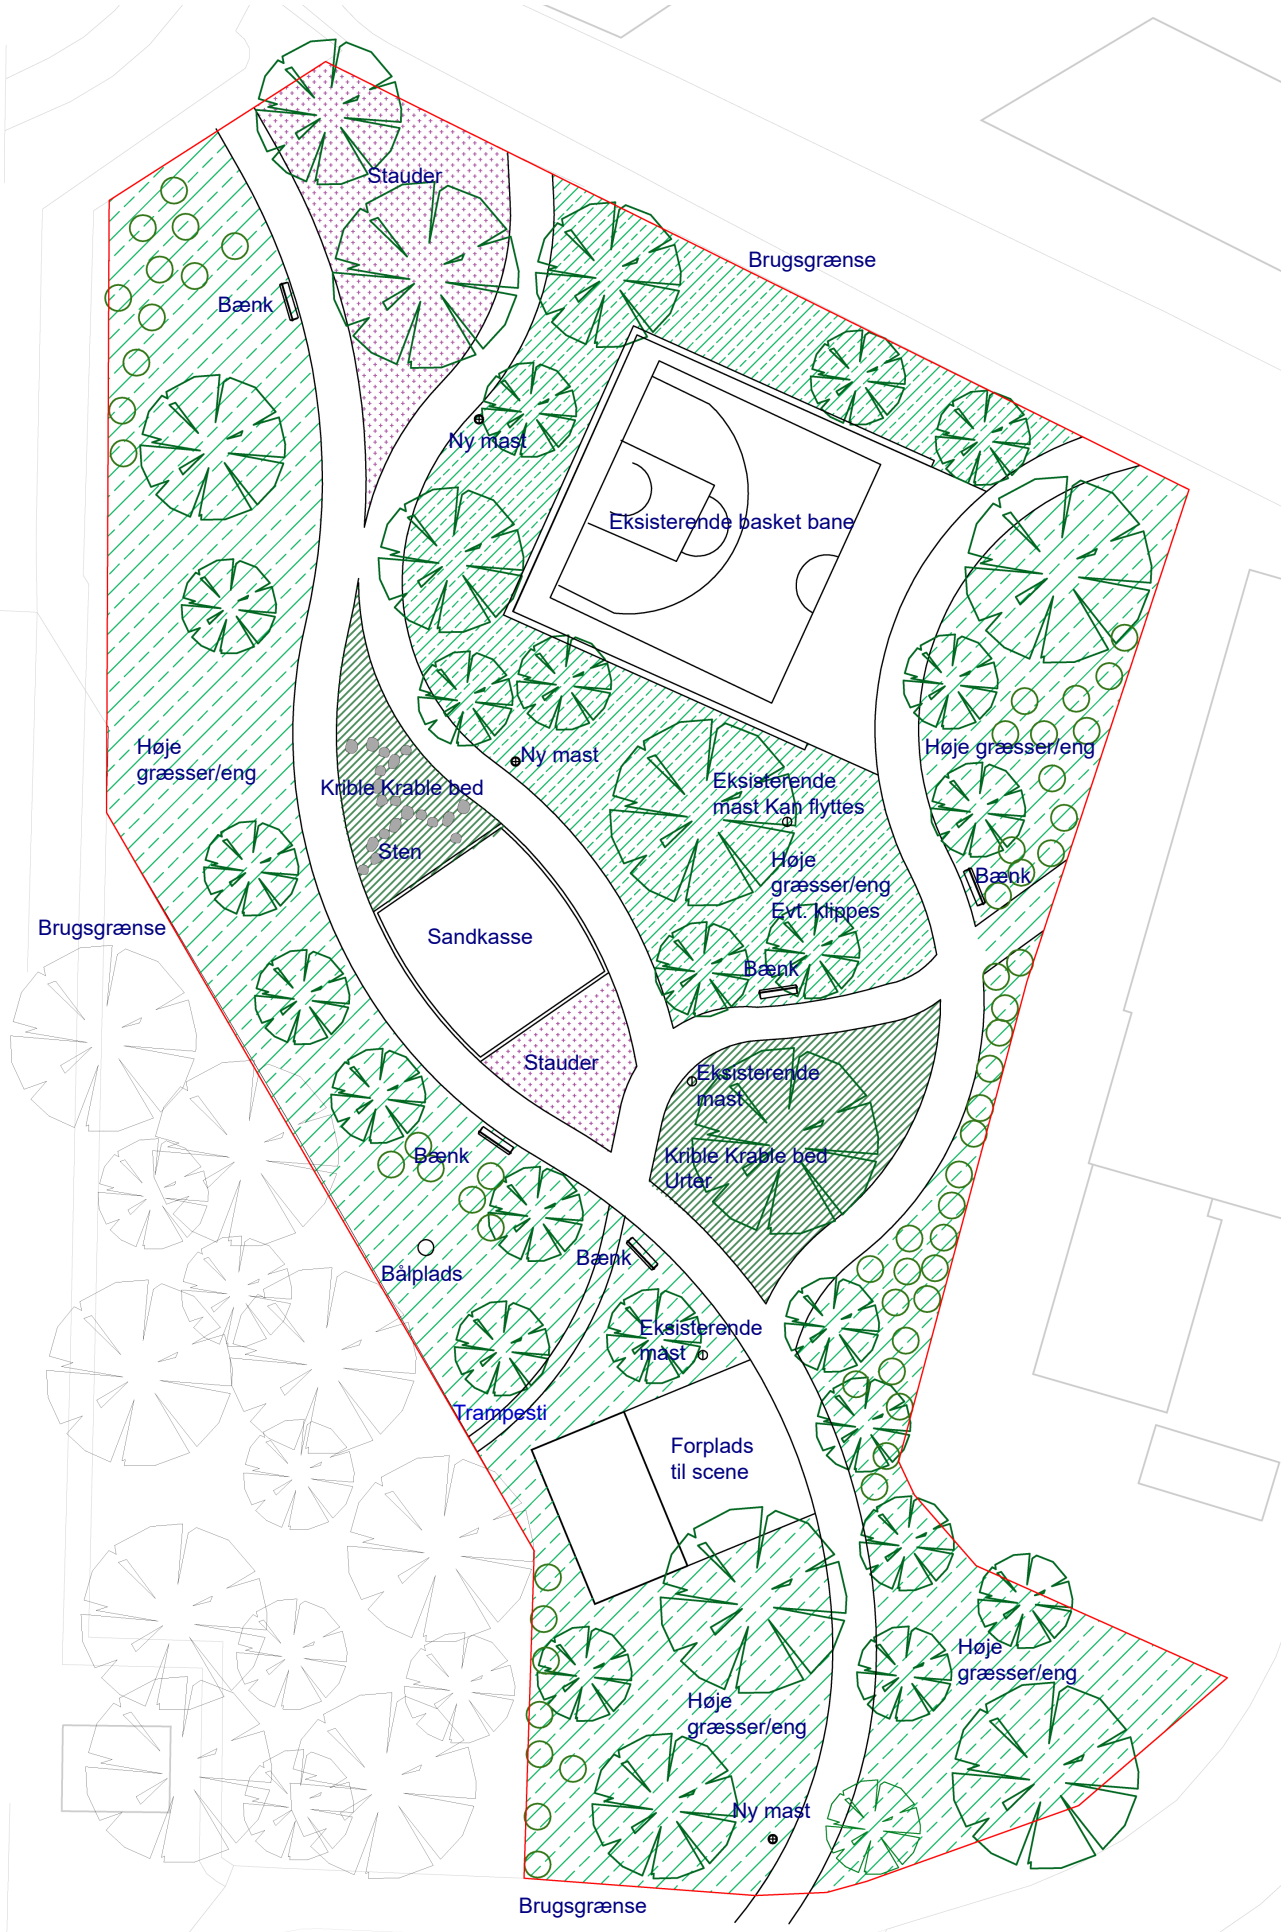 Stauder
Brugsgrænse
Bænk
Ny mast
Eksisterende basket bane
Høje
græsser/eng
Ny mast
Høje græsser/eng
Krible Krable bed
Eksisterende
mast Kan flyttes
Sten
Høje
græsser/eng
Evt. klippes
Bænk
Brugsgrænse
Sandkasse
Bænk
Stauder
Eksisterende
mast
Bænk
Krible Krable bed
Urter
Bænk
Bålplads
Eksisterende
mast
Trampesti
Forplads
til scene
Høje
græsser/eng
Høje
græsser/eng
Ny mast
Brugsgrænse